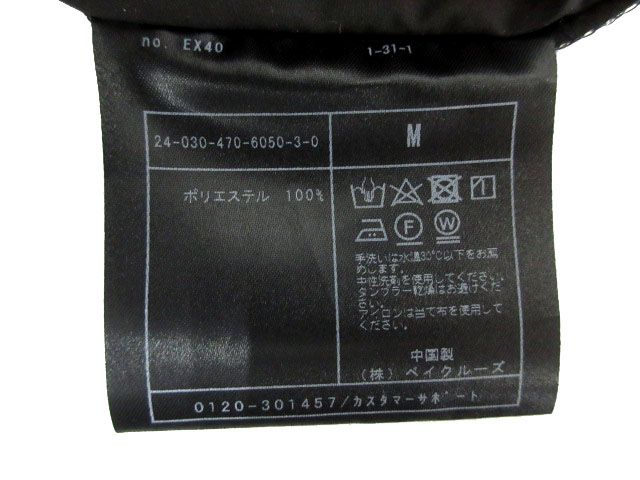 no. EX40 1-31-1
24-030-470-6050-3-0 M
ポリエステル 100%
F W
手洗いは水温30℃以下をお薦
めします。
中性洗剤を使用してください。
タンブラー乾燥はお避けくだ
さい。
アイロンは当て布を使用して
ください。
中国製
(株) ベイクルーズ
0120-301457/カスタマーサポート